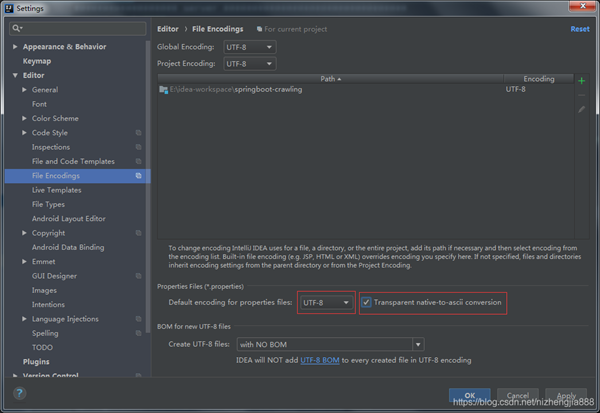 Settings
Editor › File Encodings For current project Reset
Appearance & Behavior
Keymap
Editor
General
Font
Color Scheme
Code Style
Inspections
File and Code Templates
File Encodings
Live Templates
File Types
Android Layout Editor
Copyright
Android Data Binding
Emmet
GUI Designer
Images
Intentions
Language Injections
Spelling
TODO
Plugins
Version Control
Global Encoding: UTF-8
Project Encoding: UTF-8
Path Encoding
E:\idea-workspace\springboot-crawling UTF-8
To change encoding IntelliJ IDEA uses for a file, a directory, or the entire project, add its path if necessary and then select encoding from
the encoding list. Built-in file encoding (e.g. JSP, HTML or XML) overrides encoding you specify here. If not specified, files and directories
inherit encoding settings from the parent directory or from the Project Encoding.
Properties Files (*.properties)
Default encoding for properties files: UTF-8 Transparent native-to-ascii conversion
BOM for new UTF-8 files
Create UTF-8 files: with NO BOM
IDEA will NOT add UTF-8 BOM to every created file in UTF-8 encoding
OK Cancel Apply
https://blog.csdn.net/nizhengjia888